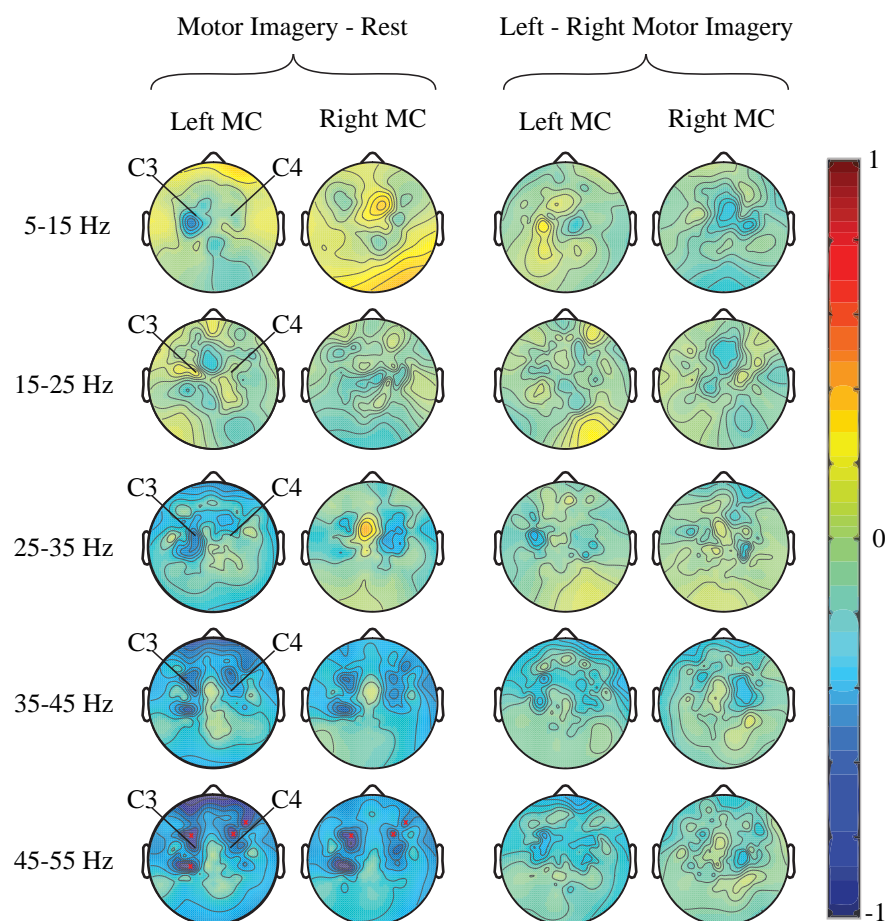 Motor Imagery - Rest
Left - Right Motor Imagery
Left MC
Right MC
Left MC
Right MC
C3
C4
5-15 Hz
C3
C4
15-25 Hz
C3
C4
25-35 Hz
C3
C4
35-45 Hz
C3
C4
45-55 Hz
1
0
-1